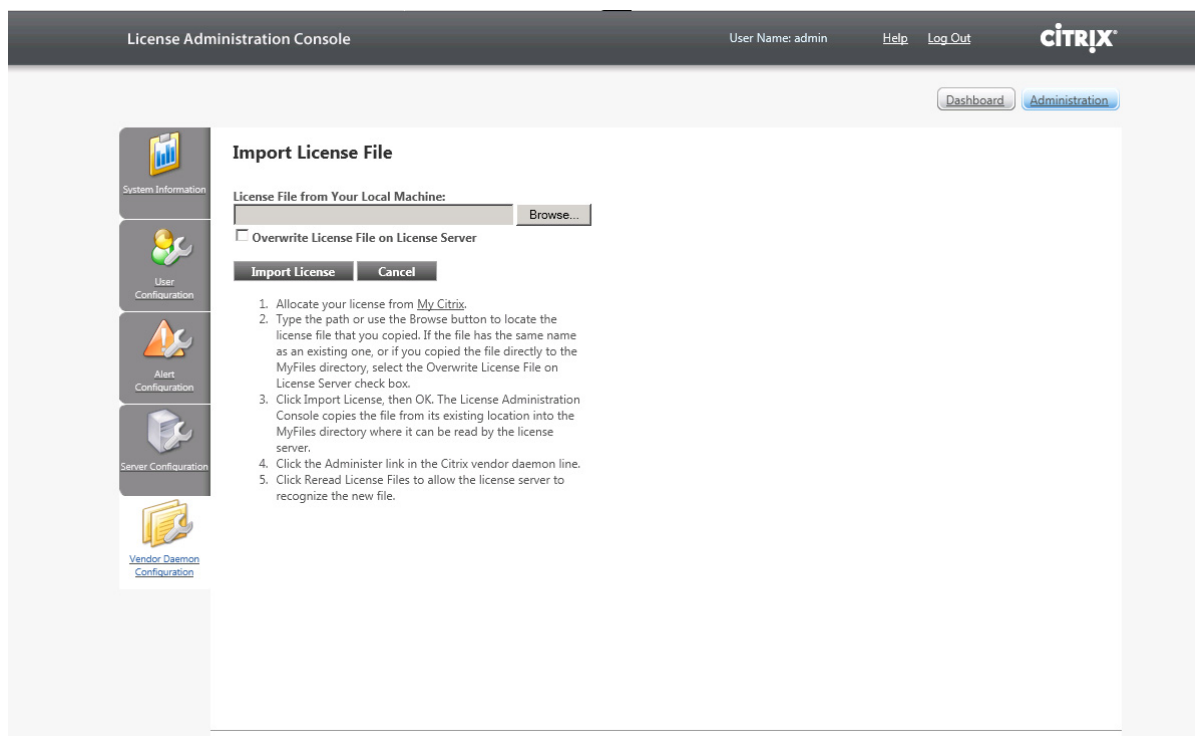 License Administration Console
User Name: admin
Help
Log Out
CİTRIX
Dashboard
Administration
System Information
User
Configuration
Alert
Configuration
Server Configuration
Vendor Daemon
Configuration
Import License File
License File from Your Local Machine:
Browse...
Overwrite License File on License Server
Import License
Cancel
1. Allocate your license from My Citrix.
2. Type the path or use the Browse button to locate the
license file that you copied. If the file has the same name
as an existing one, or if you copied the file directly to the
MyFiles directory, select the Overwrite License File on
License Server check box.
3. Click Import License, then OK. The License Administration
Console copies the file from its existing location into the
MyFiles directory where it can be read by the license
server.
4. Click the Administer link in the Citrix vendor daemon line.
5. Click Reread License Files to allow the license server to
recognize the new file.